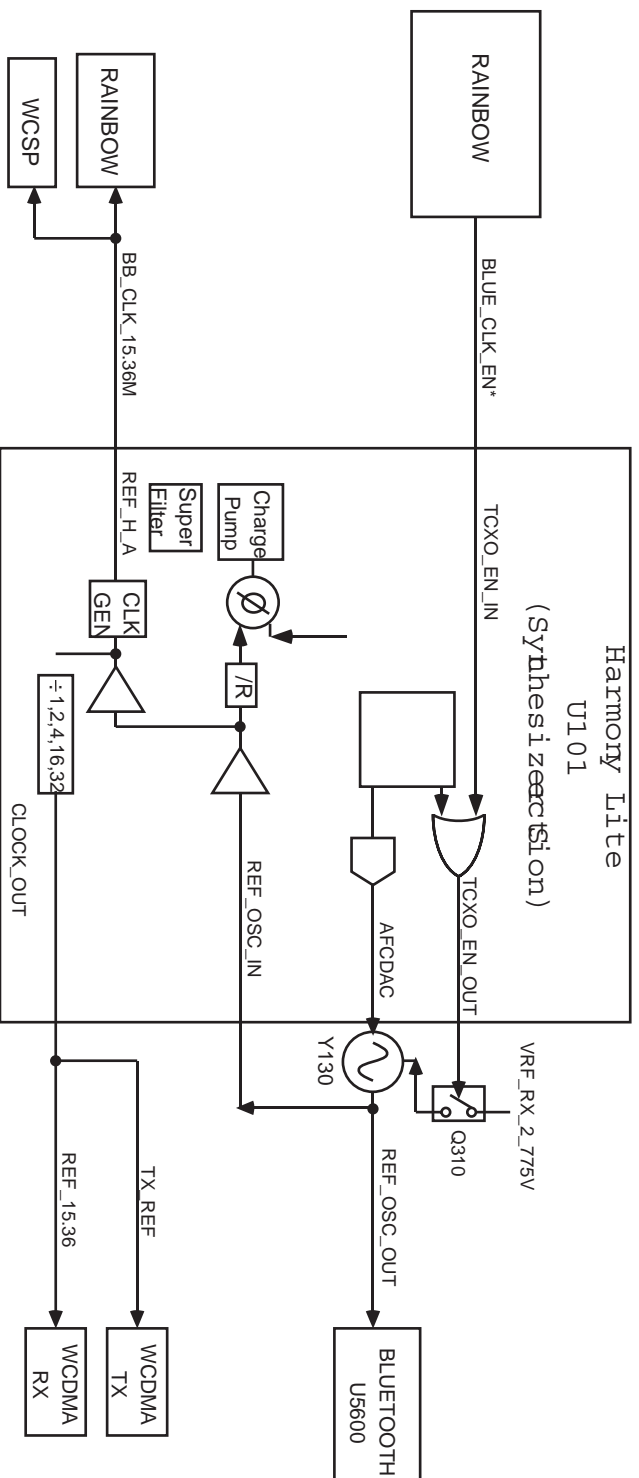 Harmony Lite
U101
(Synthesizer Section)
RAINBOW
BLUE_CLK_EN*
TCXO_EN_IN
TCXO_EN_OUT
VRF_RX_2_775V
Q310
AFCDAC
Y130
REF_OSC_OUT
BLUETOOTH
U5600
Charge
Pump
Ø
/R
REF_OSC_IN
Super
Filter
RAINBOW
WCSP
BB_CLK_15.36M
REF_H_A
CLK
GEN
÷1,2,4,16,32
CLOCK_OUT
TX_REF
WCDMA
TX
REF_15.36
WCDMA
RX